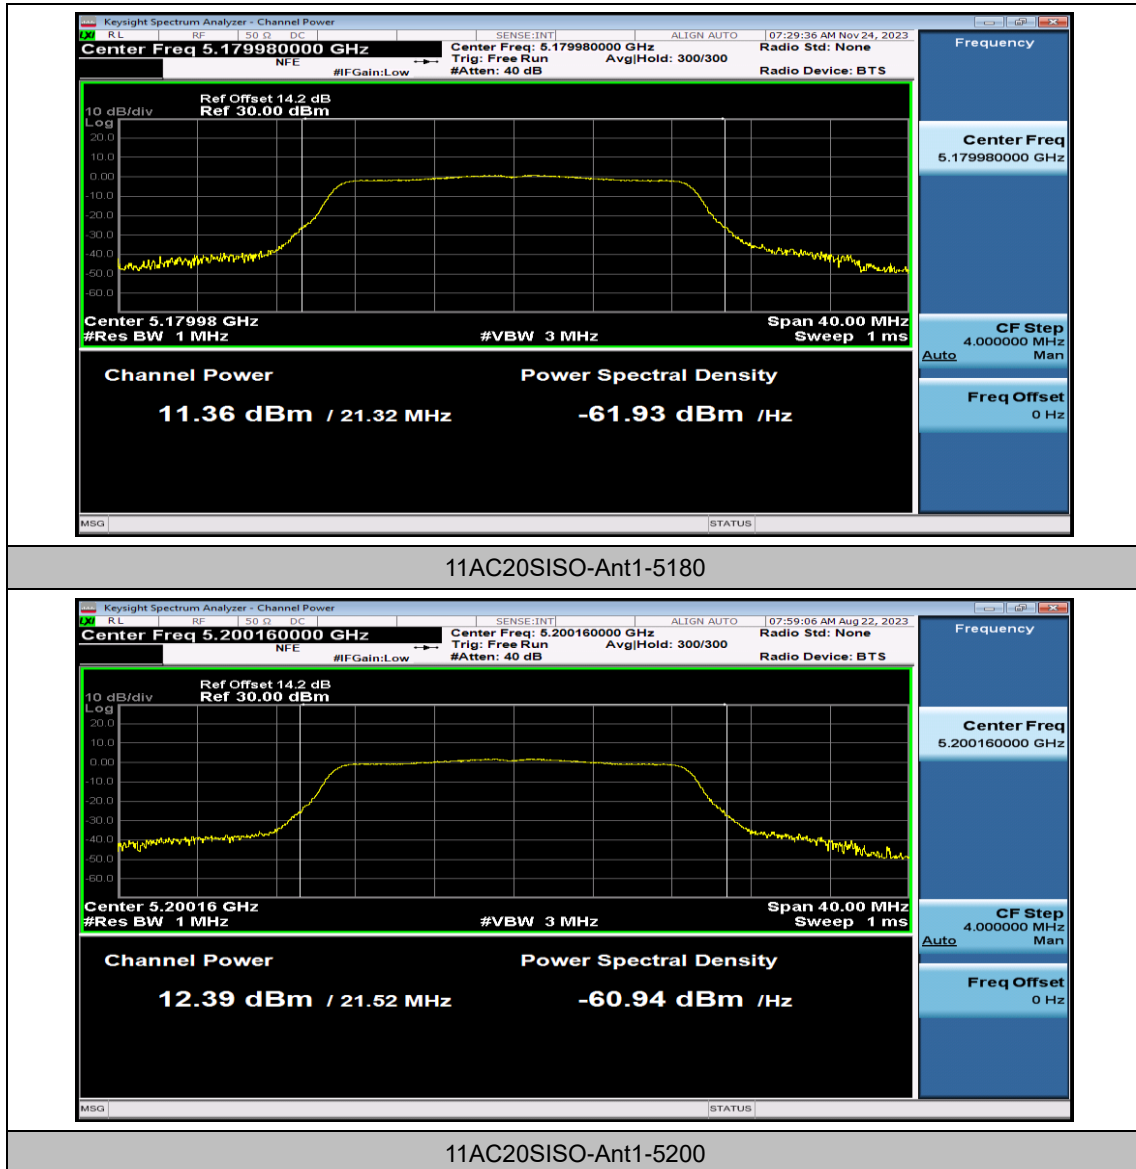 Keysight Spectrum Analyzer - Channel Power
LXI RL RF 50 Ω DC SENSE:INT ALIGN AUTO 07:29:36 AM Nov 24, 2023
Center Freq 5.179980000 GHz Center Freq: 5.179980000 GHz Radio Std: None Frequency
NFE Trig: Free Run Avg|Hold: 300/300
#IFGain:Low #Atten: 40 dB Radio Device: BTS
Ref Offset 14.2 dB
10 dB/div Ref 30.00 dBm
Log
20.0
10.0
0.00
-10.0
-20.0
-30.0
-40.0
-50.0
-60.0
Center Freq
5.179980000 GHz
Center 5.17998 GHz Span 40.00 MHz
#Res BW 1 MHz #VBW 3 MHz Sweep 1 ms
CF Step
4.000000 MHz
Auto Man
Channel Power Power Spectral Density
11.36 dBm / 21.32 MHz -61.93 dBm /Hz
Freq Offset
0 Hz
MSG STATUS
11AC20SISO-Ant1-5180
Keysight Spectrum Analyzer - Channel Power
LXI RL RF 50 Ω DC SENSE:INT ALIGN AUTO 07:59:06 AM Aug 22, 2023
Center Freq 5.200160000 GHz Center Freq: 5.200160000 GHz Radio Std: None Frequency
NFE Trig: Free Run Avg|Hold: 300/300
#IFGain:Low #Atten: 40 dB Radio Device: BTS
Ref Offset 14.2 dB
10 dB/div Ref 30.00 dBm
Log
20.0
10.0
0.00
-10.0
-20.0
-30.0
-40.0
-50.0
-60.0
Center Freq
5.200160000 GHz
Center 5.20016 GHz Span 40.00 MHz
#Res BW 1 MHz #VBW 3 MHz Sweep 1 ms
CF Step
4.000000 MHz
Auto Man
Channel Power Power Spectral Density
12.39 dBm / 21.52 MHz -60.94 dBm /Hz
Freq Offset
0 Hz
MSG STATUS
11AC20SISO-Ant1-5200